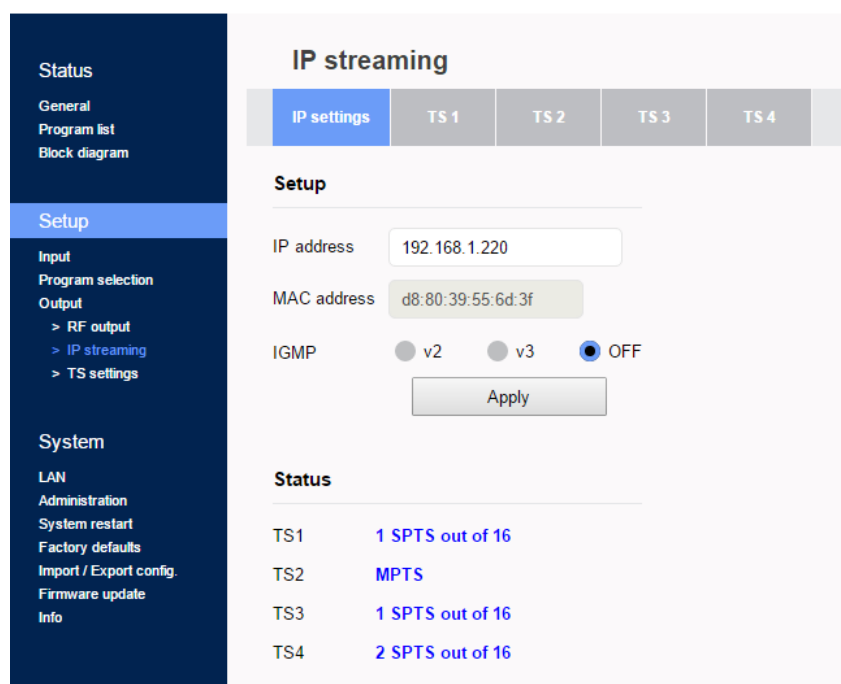 Status
General
Program list
Block diagram
Setup
Input
Program selection
Output
> RF output
> IP streaming
> TS settings
System
LAN
Administration
System restart
Factory defaults
Import / Export config.
Firmware update
Info
IP streaming
IP settings TS 1 TS 2 TS 3 TS 4
Setup
IP address 192.168.1.220
MAC address d8:80:39:55:6d:3f
IGMP v2 v3 OFF
Apply
Status
TS1 1 SPTS out of 16
TS2 MPTS
TS3 1 SPTS out of 16
TS4 2 SPTS out of 16